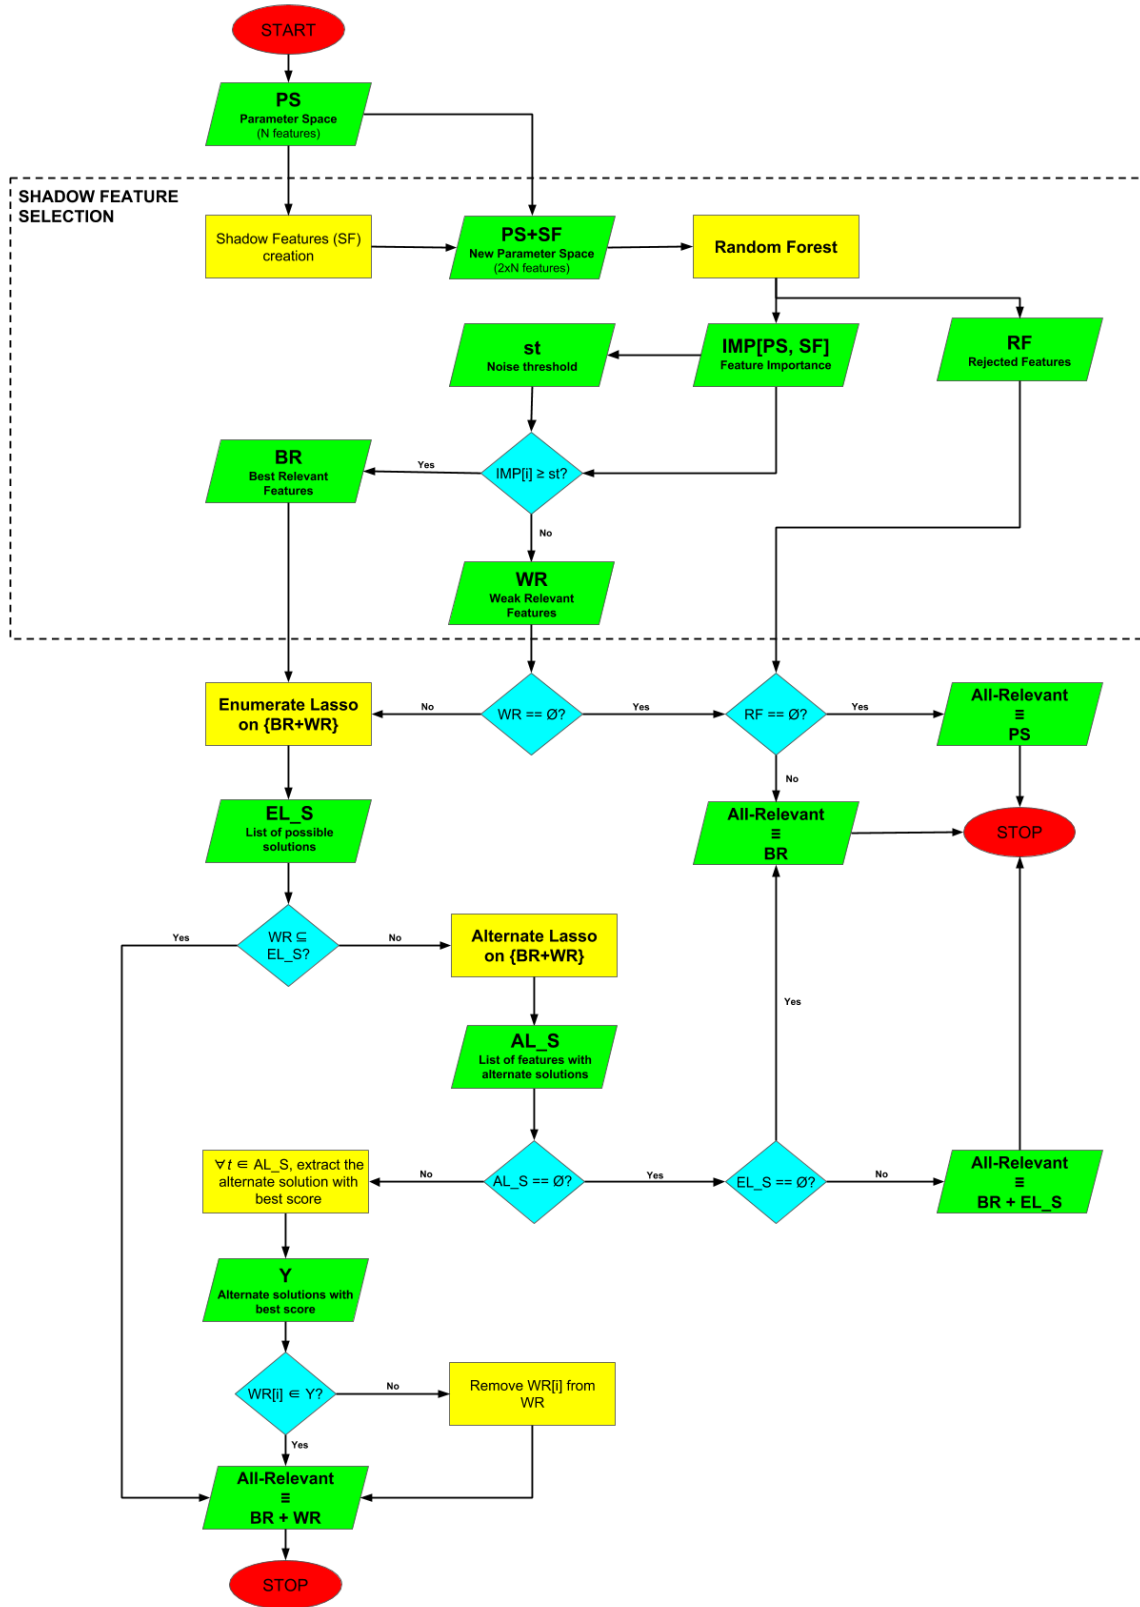 START
PS
Parameter Space
(N features)
SHADOW FEATURE
SELECTION
Shadow Features (SF)
creation
PS+SF
New Parameter Space
(2xN features)
Random Forest
st
Noise threshold
IMP[PS, SF]
Feature Importance
RF
Rejected Features
BR
Best Relevant
Features
Yes
IMP[i] ≥ st?
No
WR
Weak Relevant
Features
Enumerate Lasso
on {BR+WR}
No
WR == Ø?
Yes
RF == Ø?
Yes
All-Relevant
≡
PS
No
EL_S
List of possible
solutions
All-Relevant
≡
BR
STOP
Yes
WR ⊆
EL_S?
No
Alternate Lasso
on {BR+WR}
Yes
AL_S
List of features with
alternate solutions
∀ t ∈ AL_S, extract the
alternate solution with
best score
No
AL_S == Ø?
Yes
EL_S == Ø?
No
All-Relevant
≡
BR + EL_S
Y
Alternate solutions with
best score
WR[i] ∈ Y?
No
Remove WR[i] from
WR
Yes
All-Relevant
≡
BR + WR
STOP